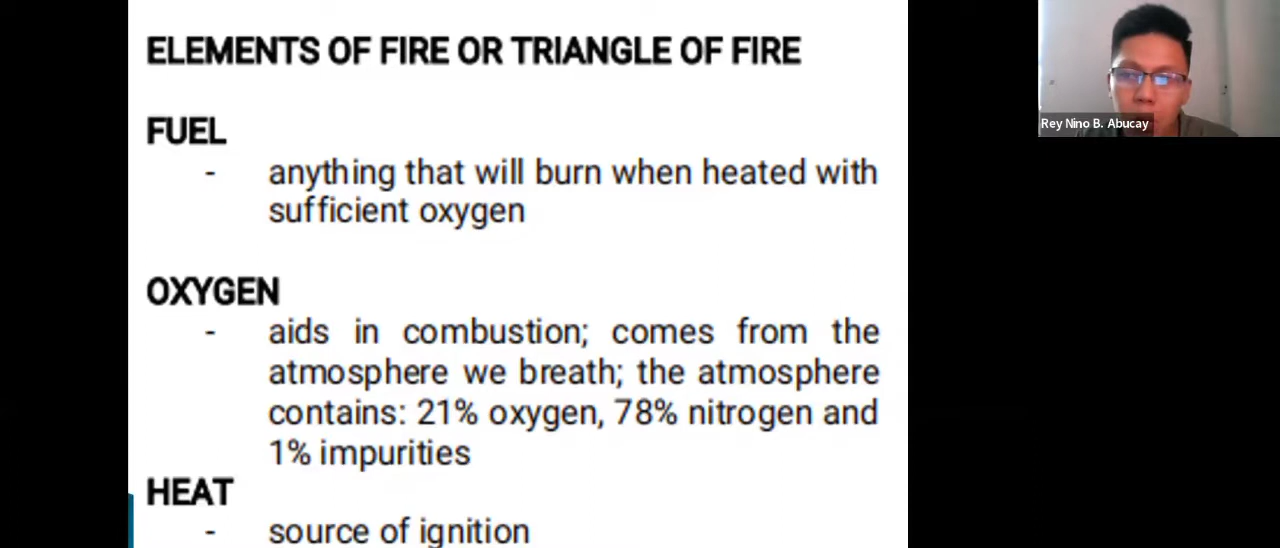 ELEMENTS OF FIRE OR TRIANGLE OF FIRE
FUEL
- anything that will burn when heated with
sufficient oxygen
OXYGEN
- aids in combustion; comes from the
atmosphere we breath; the atmosphere
contains: 21% oxygen, 78% nitrogen and
1% impurities
HEAT
- source of ignition
Rey Nino B. Abucay